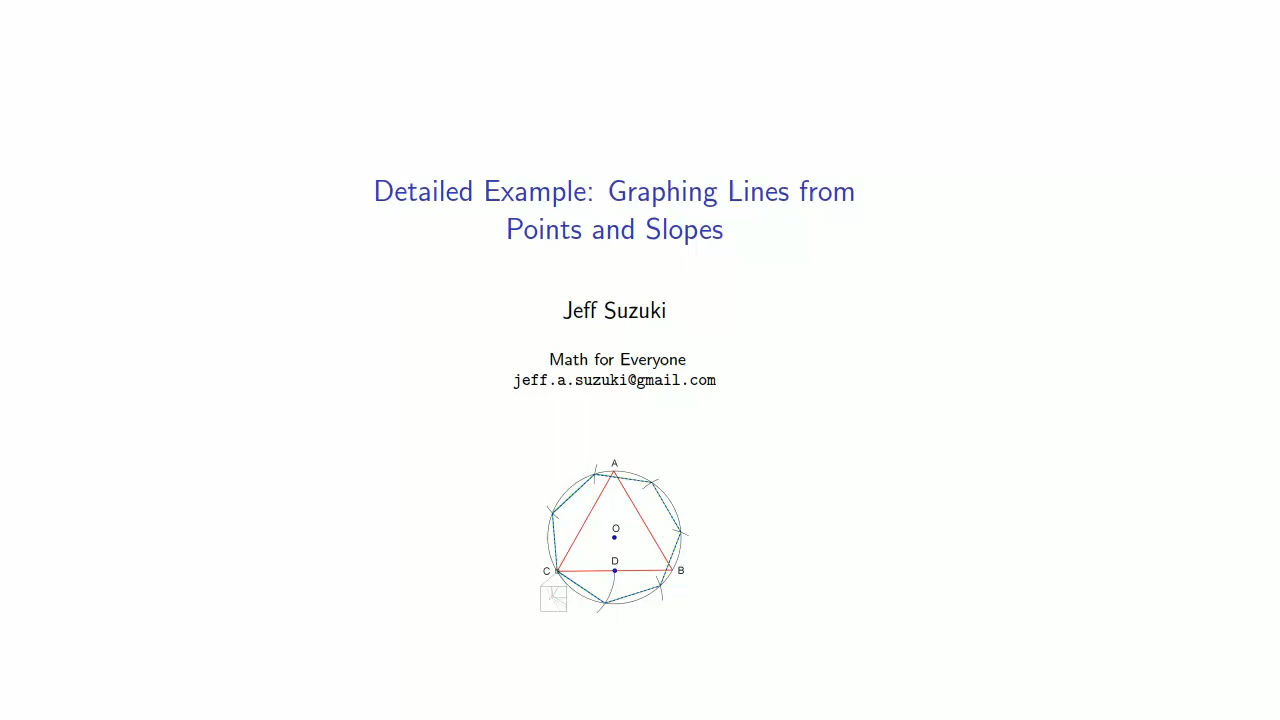 Detailed Example: Graphing Lines from
Points and Slopes
Jeff Suzuki
Math for Everyone
jeff.a.suzuki@gmail.com
A
O
D
C
B